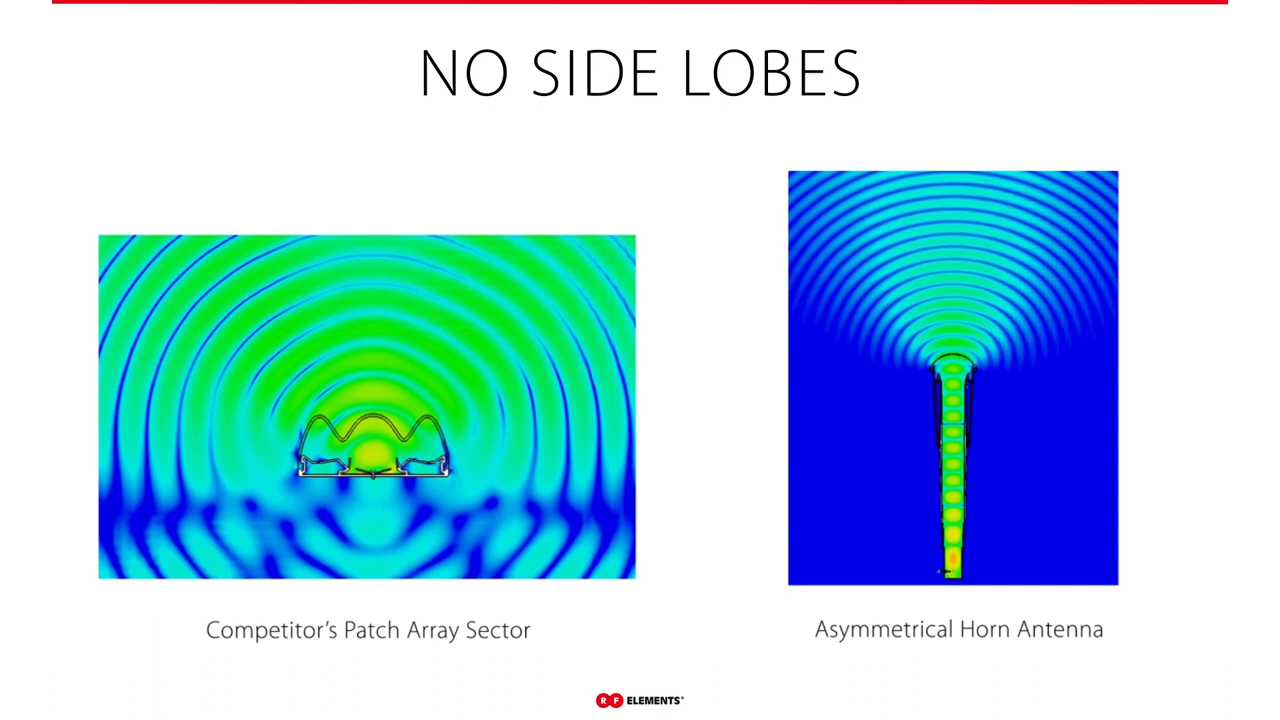 NO SIDE LOBES
Competitor's Patch Array Sector
Asymmetrical Horn Antenna
RF ELEMENTS®